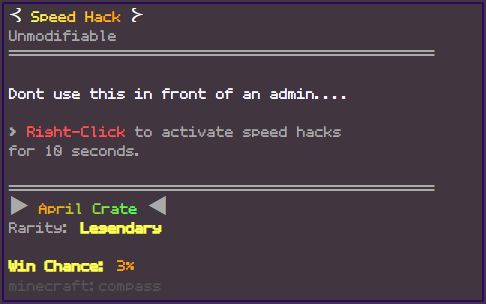 ≺ Speed Hack ≻
Unmodifiable
Dont use this in front of an admin....
> Right-Click to activate speed hacks
for 10 seconds.
▶ April Crate ◀
Rarity: Legendary
Win Chance: 3%
minecraft:compass